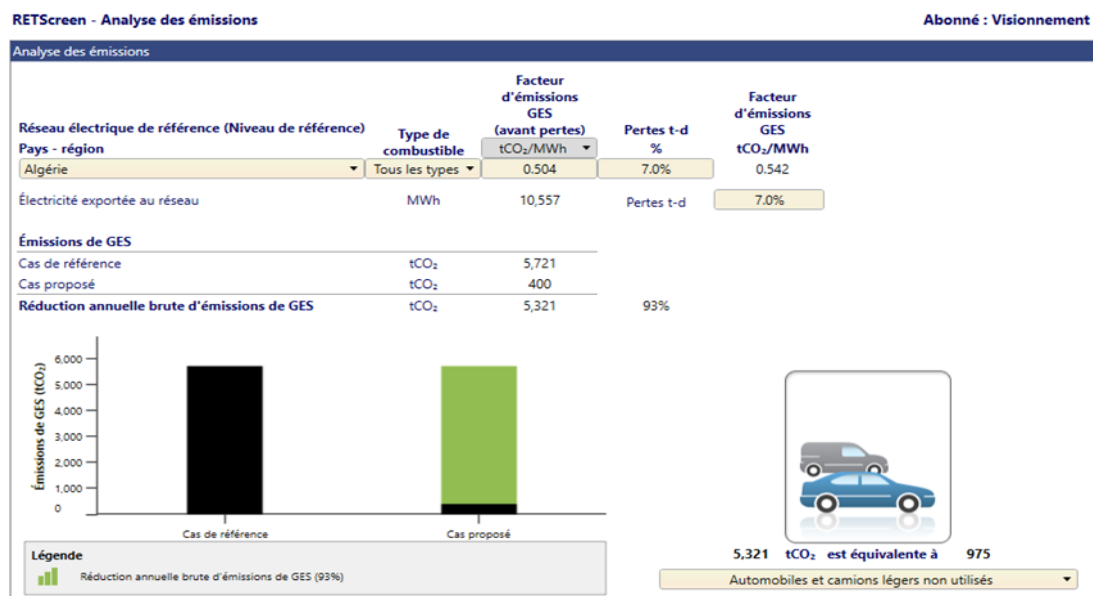 RETScreen - Analyse des émissions
Abonné : Visionnement
Analyse des émissions
Réseau électrique de référence (Niveau de référence)
Pays - région
Type de
combustible
Facteur
d'émissions
GES
(avant pertes)
tCO₂/MWh
Pertes t-d
%
Facteur
d'émissions
GES
tCO₂/MWh
Algérie Tous les types 0.504 7.0% 0.542
Électricité exportée au réseau MWh 10,557 Pertes t-d 7.0%
Émissions de GES
Cas de référence tCO₂ 5,721
Cas proposé tCO₂ 400
Réduction annuelle brute d'émissions de GES tCO₂ 5,321 93%
Émissions de GES (tCO₂)
6,000
5,000
4,000
3,000
2,000
1,000
0
Cas de référence Cas proposé
Légende
Réduction annuelle brute d'émissions de GES (93%)
5,321 tCO₂ est équivalente à 975
Automobiles et camions légers non utilisés